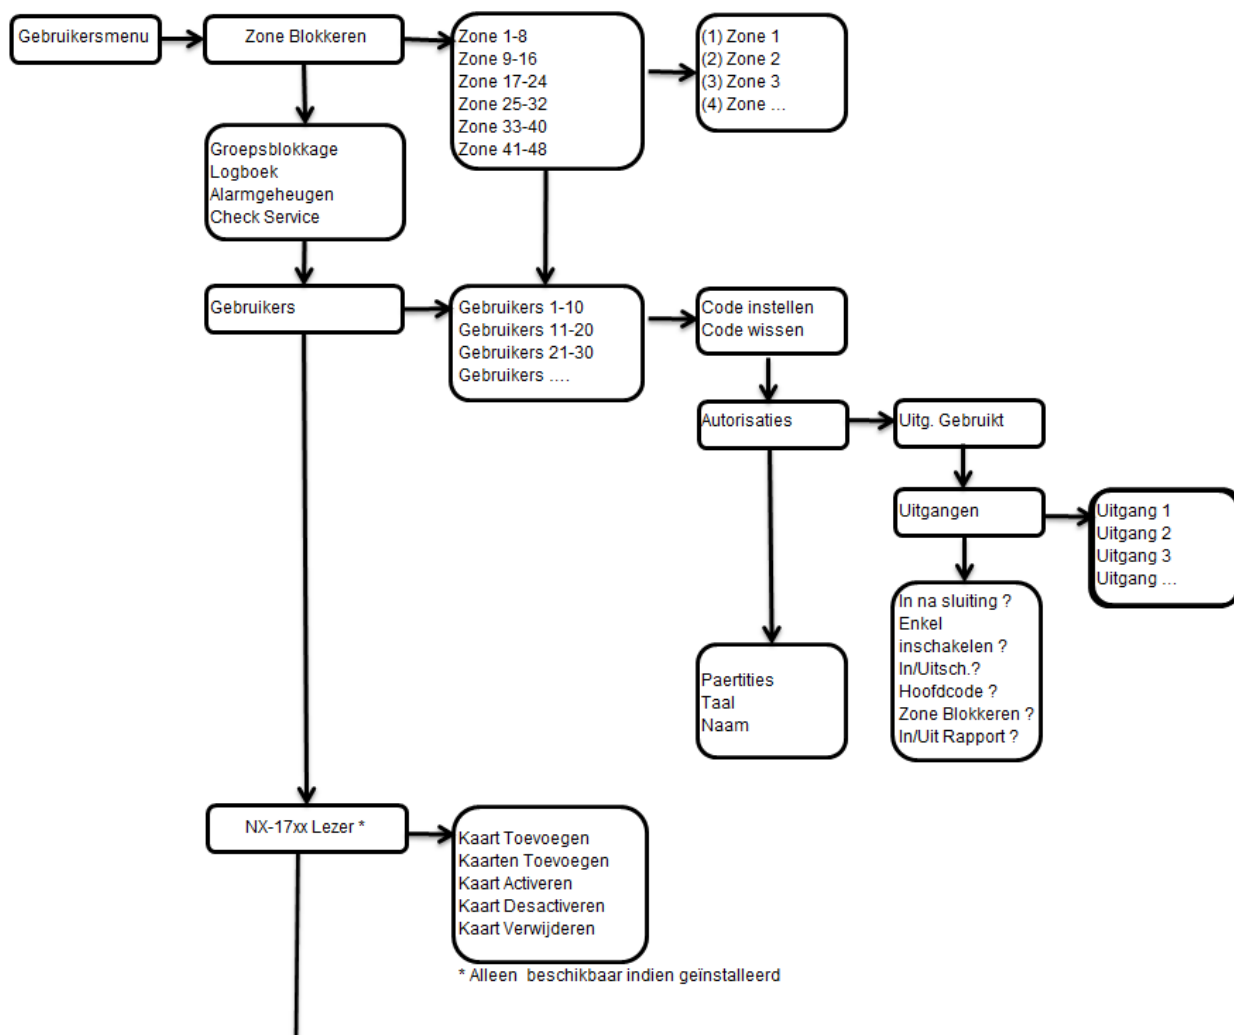 Gebruikersmenu
Zone Blokkeren
Zone 1-8
Zone 9-16
Zone 17-24
Zone 25-32
Zone 33-40
Zone 41-48
(1) Zone 1
(2) Zone 2
(3) Zone 3
(4) Zone ...
Groepsblokkage
Logboek
Alarmgeheugen
Check Service
Gebruikers
Gebruikers 1-10
Gebruikers 11-20
Gebruikers 21-30
Gebruikers ....
Code instellen
Code wissen
Autorisaties
Uitg. Gebruikt
Uitgangen
Uitgang 1
Uitgang 2
Uitgang 3
Uitgang ...
In na sluiting ?
Enkel
inschakelen ?
In/Uitsch.?
Hoofdcode ?
Zone Blokkeren ?
In/Uit Rapport ?
Paertities
Taal
Naam
NX-17xx Lezer *
Kaart Toevoegen
Kaarten Toevoegen
Kaart Activeren
Kaart Desactiveren
Kaart Verwijderen
* Alleen  beschikbaar indien geïnstalleerd